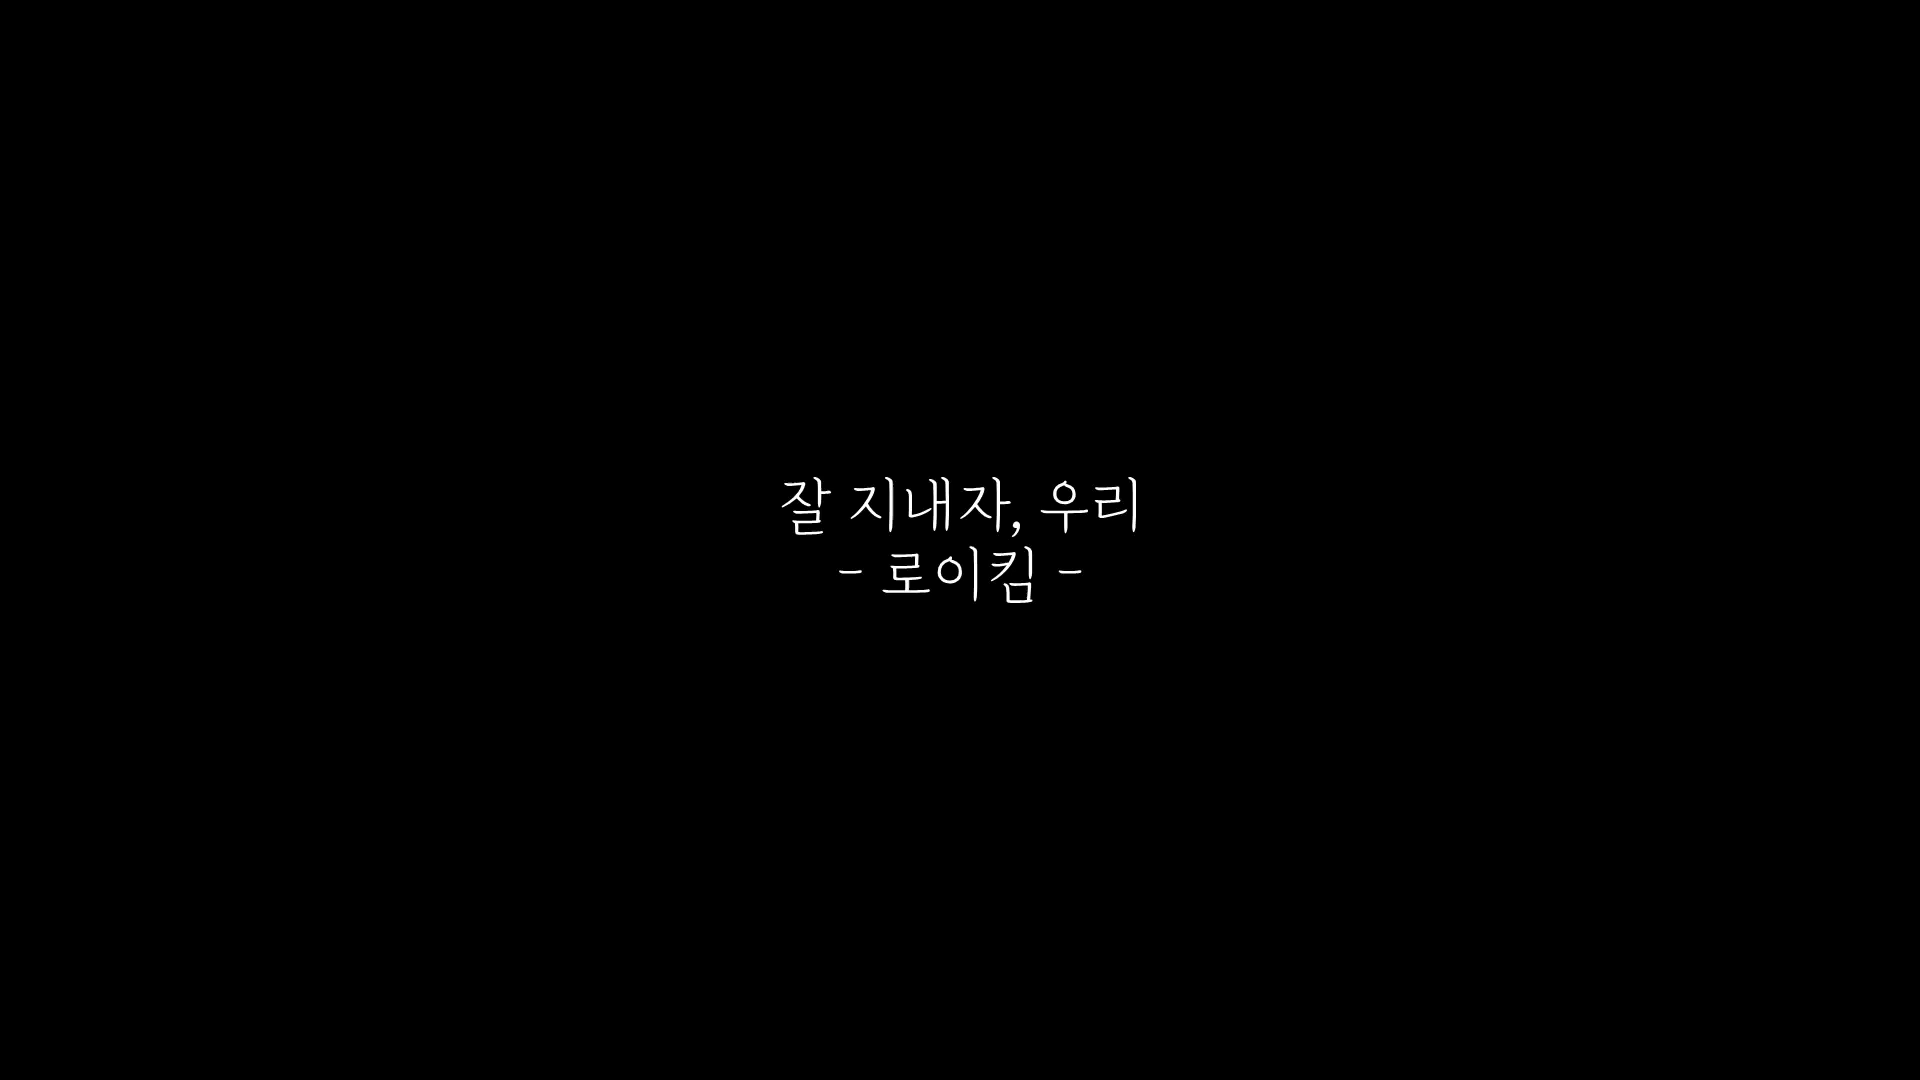 잘 지내자, 우리
- 로이킴 -